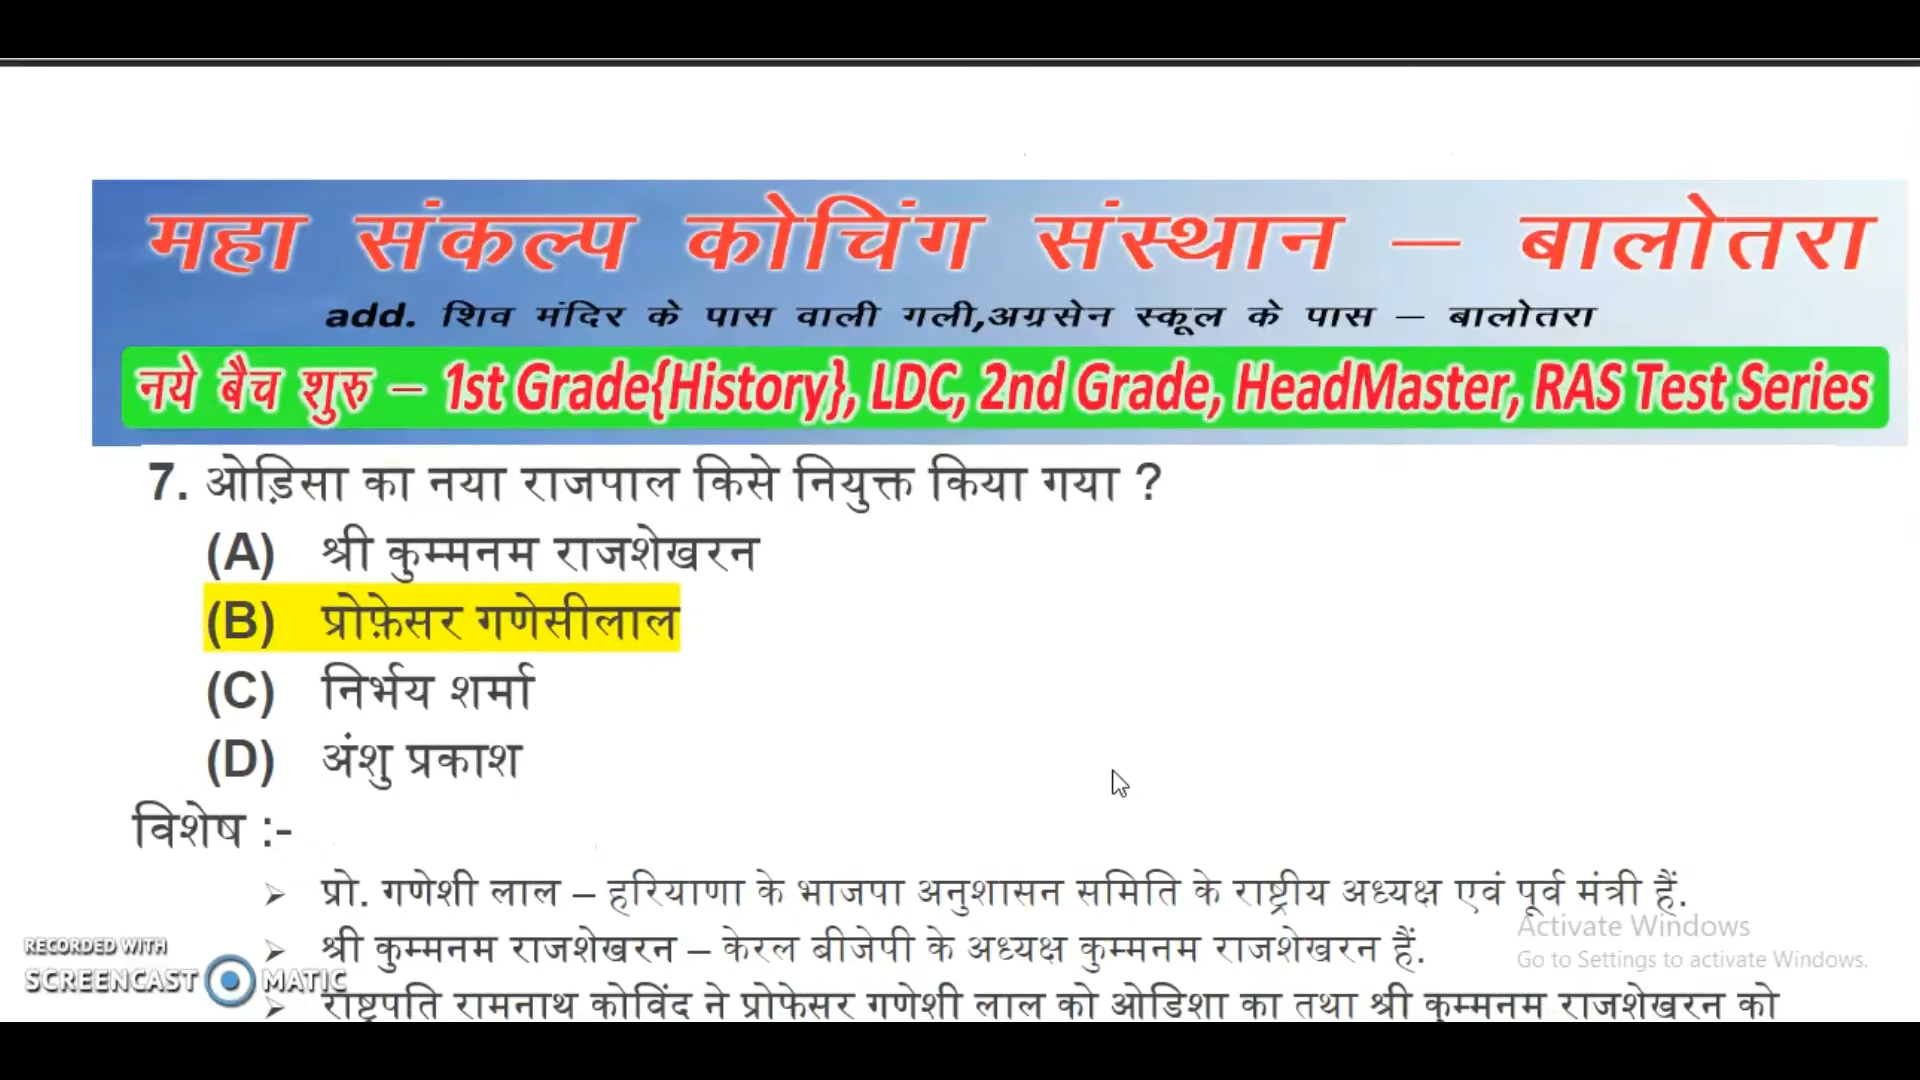 महा संकल्प कोचिंग संस्थान – बालोतरा
add. शिव मंदिर के पास वाली गली,अग्रसेन स्कूल के पास – बालोतरा
नये बैच शुरु – 1st Grade{History}, LDC, 2nd Grade, HeadMaster, RAS Test Series
7. ओड़िसा का नया राजपाल किसे नियुक्त किया गया ?
(A) श्री कुम्मनम राजशेखरन
(B) प्रोफ़ेसर गणेसीलाल
(C) निर्भय शर्मा
(D) अंशु प्रकाश
विशेष :-
➢ प्रो. गणेशी लाल – हरियाणा के भाजपा अनुशासन समिति के राष्ट्रीय अध्यक्ष एवं पूर्व मंत्री हैं.
➢ श्री कुम्मनम राजशेखरन – केरल बीजेपी के अध्यक्ष कुम्मनम राजशेखरन हैं.
➢ राष्ट्रपति रामनाथ कोविंद ने प्रोफेसर गणेशी लाल को ओडिशा का तथा श्री कुम्मनम राजशेखरन को
Activate Windows
Go to Settings to activate Windows.
RECORDED WITH
SCREENCAST MATIC